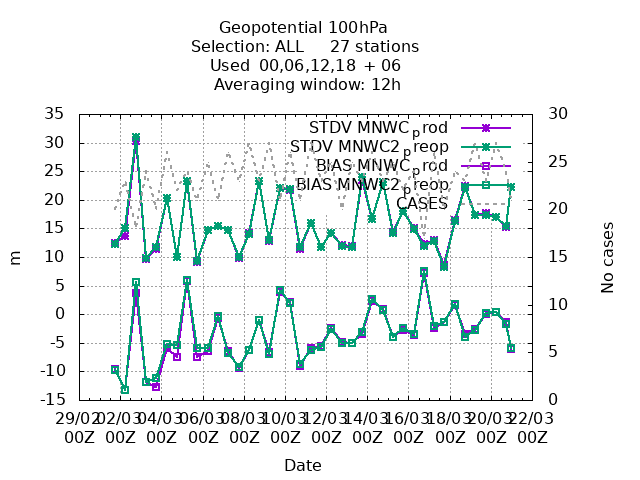 Geopotential 100hPa
Selection: ALL 27 stations
Used 00,06,12,18 + 06
Averaging window: 12h
STDV MNWC_prod
STDV MNWC2_preop
BIAS MNWC_prod
BIAS MNWC2_preop
CASES
35
30
25
20
15
10
5
0
-5
-10
-15
m
30
25
20
15
10
5
0
No cases
29/02 02/03 04/03 06/03 08/03 10/03 12/03 14/03 16/03 18/03 20/03 22/03
00Z 00Z 00Z 00Z 00Z 00Z 00Z 00Z 00Z 00Z 00Z 00Z
Date